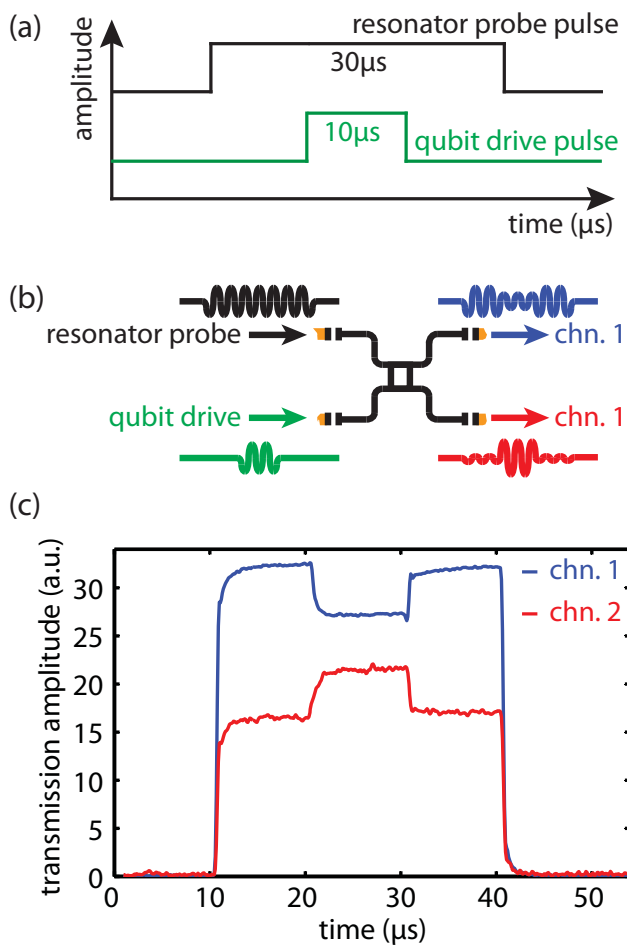 (a)
resonator probe pulse
30μs
amplitude
10μs
qubit drive pulse
time (μs)
(b)
resonator probe
chn. 1
qubit drive
chn. 1
(c)
transmission amplitude (a.u.)
30
25
20
15
10
5
0
chn. 1
chn. 2
0 10 20 30 40 50
time (μs)